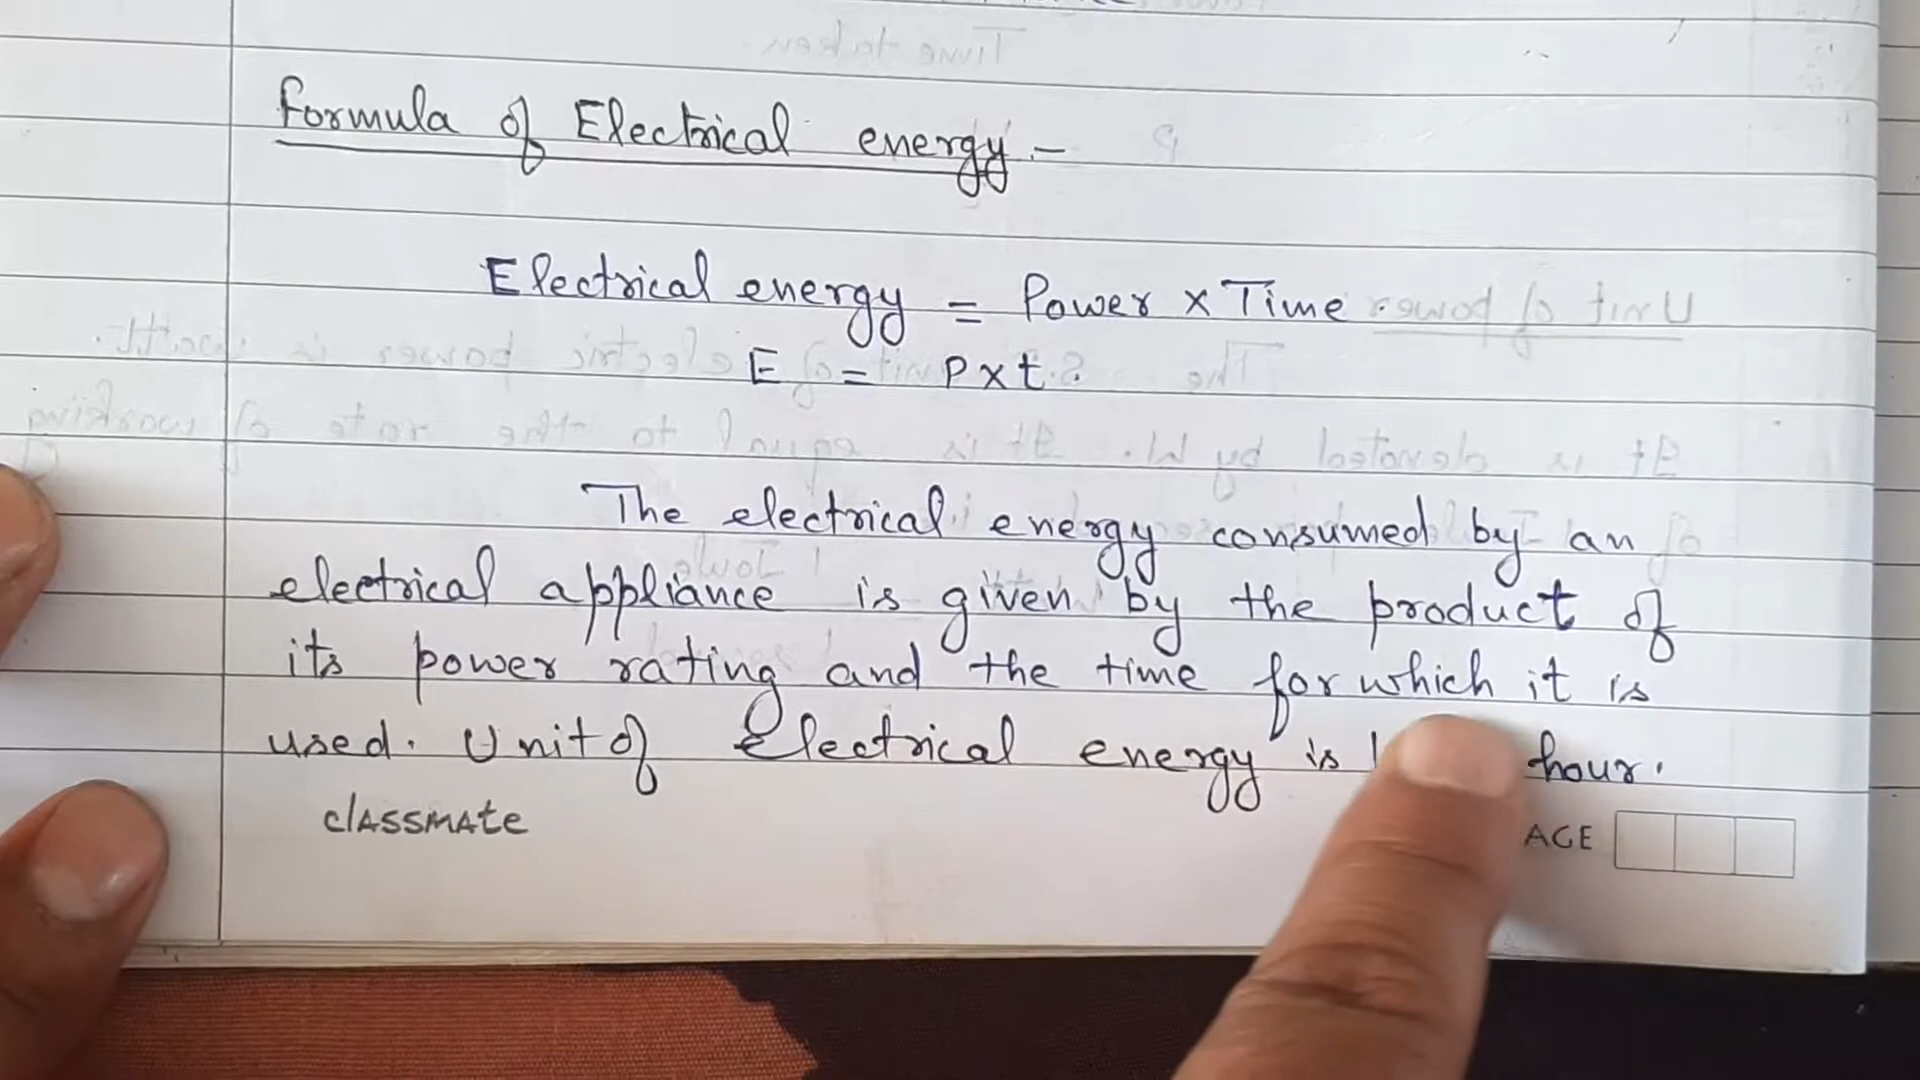 Formula of Electrical energy -
Electrical energy = Power × Time
E = P × t
The electrical energy consumed by an
electrical appliance is given by the product of
its power rating and the time for which it is
used. Unit of Electrical energy is hour.
classmate
AGE